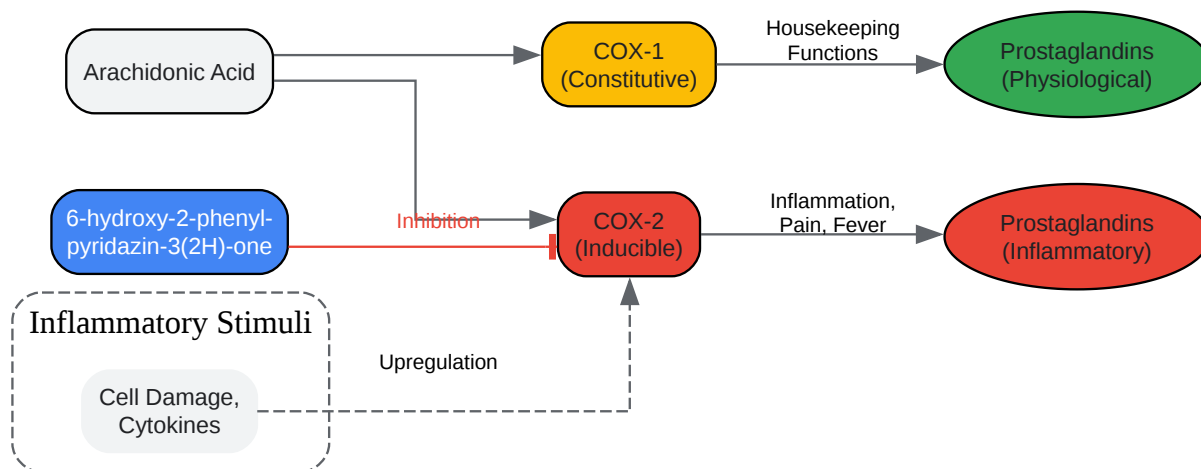 Arachidonic Acid
COX-1
(Constitutive)
Housekeeping
Functions
Prostaglandins
(Physiological)
6-hydroxy-2-phenyl-
pyridazin-3(2H)-one
Inhibition
COX-2
(Inducible)
Inflammation,
Pain, Fever
Prostaglandins
(Inflammatory)
Inflammatory Stimuli
Upregulation
Cell Damage,
Cytokines